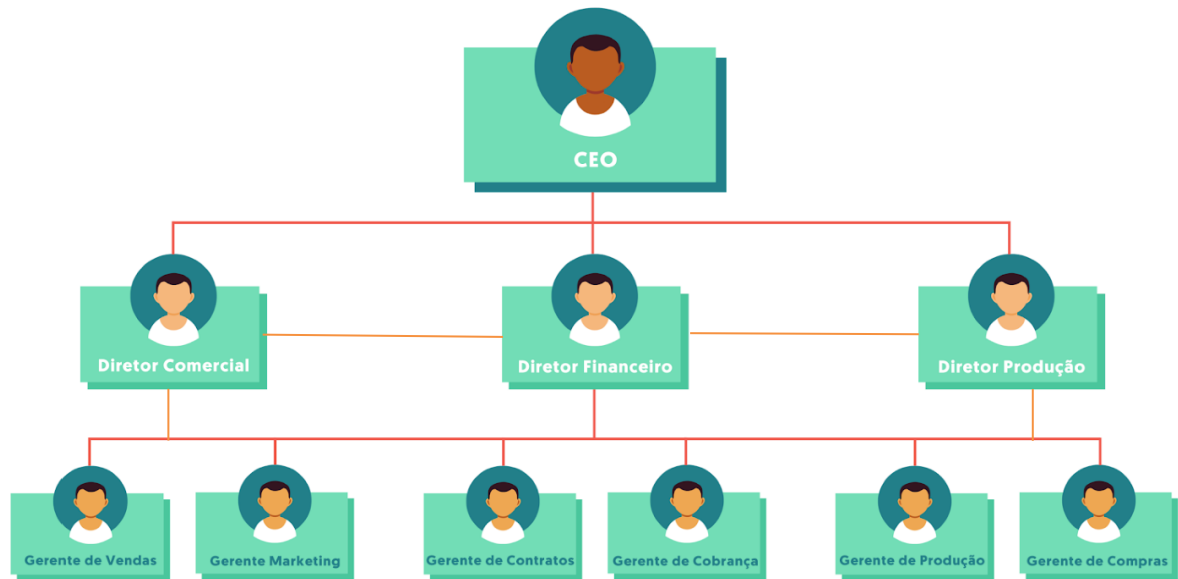 CEO
Diretor Comercial
Diretor Financeiro
Diretor Produção
Gerente de Vendas
Gerente Marketing
Gerente de Contratos
Gerente de Cobrança
Gerente de Produção
Gerente de Compras